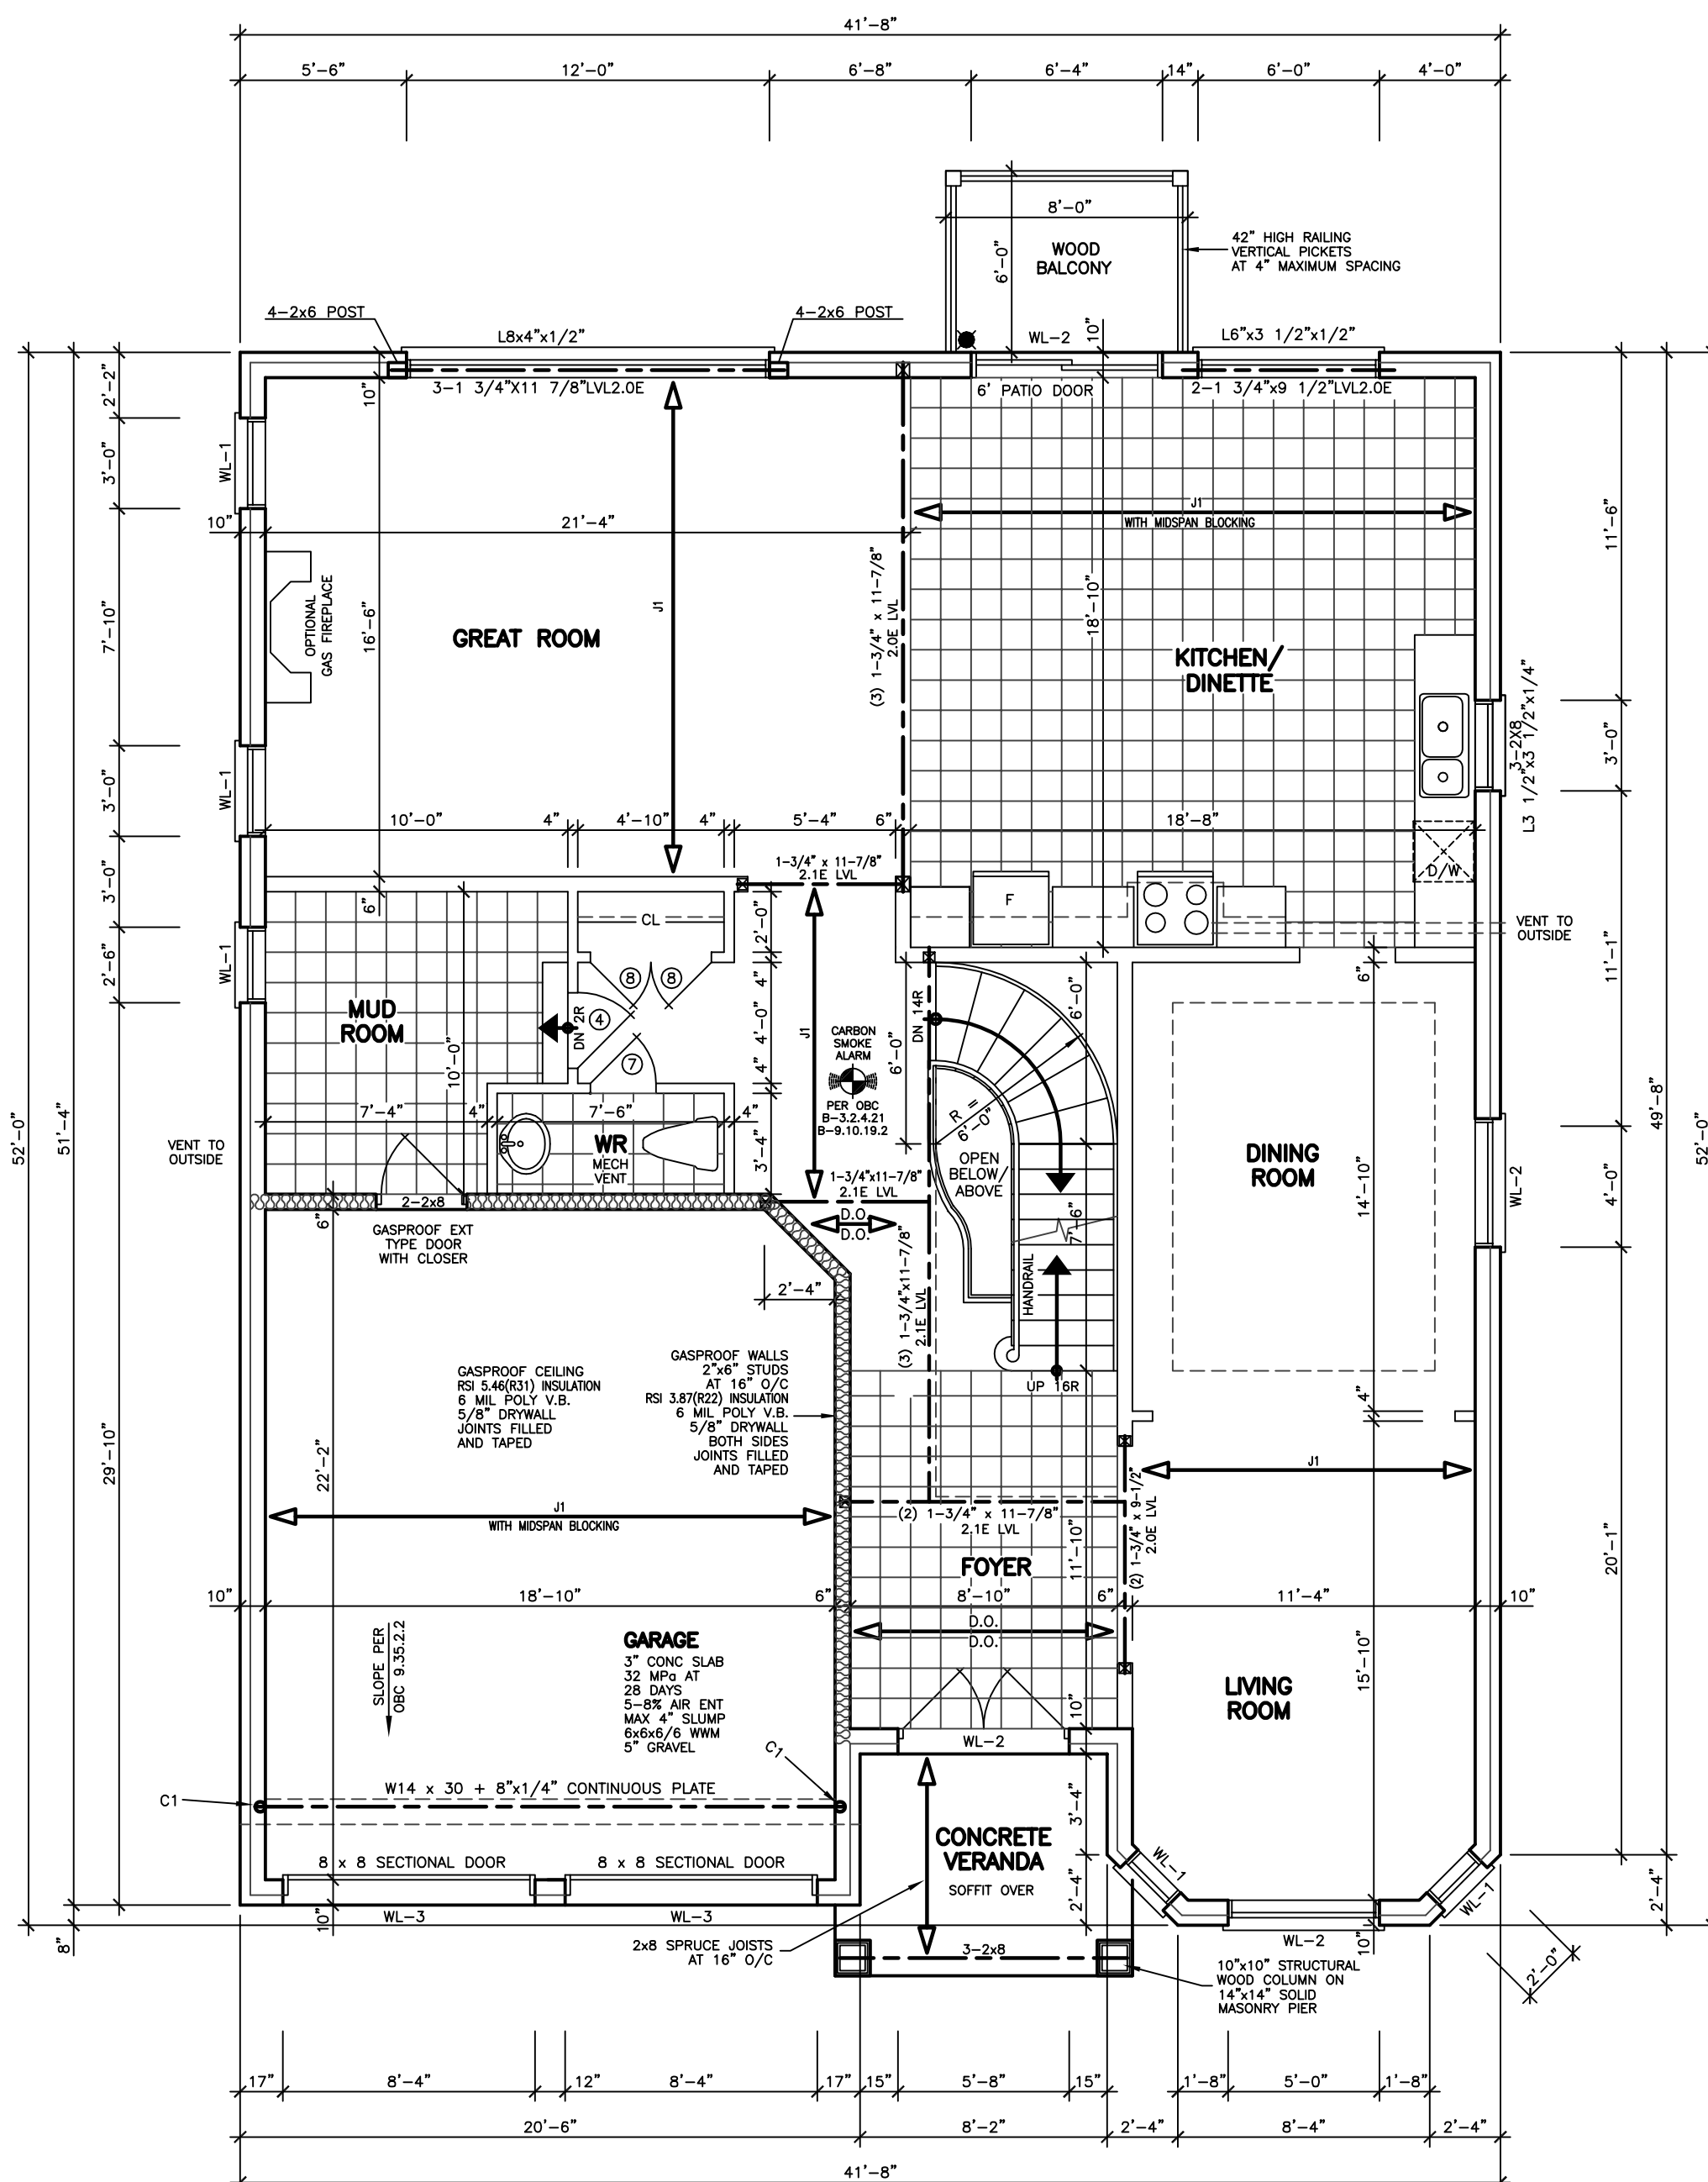 41'-8"
5'-6" 12'-0" 6'-8" 6'-4" 14" 6'-0" 4'-0"
8'-0"
6'-0"
WOOD
BALCONY
42" HIGH RAILING
VERTICAL PICKETS
AT 4" MAXIMUM SPACING
4-2x6 POST
4-2x6 POST
L8x4"x1/2"
WL-2
10"
L6"x3 1/2"x1/2"
3-1 3/4"X11 7/8"LVL2.0E
6' PATIO DOOR
2-1 3/4"x9 1/2"LVL2.0E
10"
2'-2"
3'-0"
7'-10"
3'-0"
3'-0"
2'-6"
29'-10"
52'-0"
51'-4"
8"
WL-1
WL-1
WL-1
10"
21'-4"
OPTIONAL
GAS FIREPLACE
16'-6"
GREAT ROOM
J1
(3) 1-3/4" x 11-7/8"
2.0E LVL
J1
WITH MIDSPAN BLOCKING
18'-10"
KITCHEN/
DINETTE
11'-6"
3'-0"
11'-1"
4'-0"
20'-1"
49'-8"
2'-4"
52'-0"
3-2X8
L3 1/2"x3 1/2"x1/4"
10'-0" 4" 4'-10" 4" 5'-4" 6" 18'-8"
1-3/4" x 11-7/8"
2.1E LVL
D/W
F
VENT TO
OUTSIDE
6"
CL
2'-0"
4"
4'-0"
4"
3'-4"
8 8
4
7
DN 2R
MUD
ROOM
10'-0"
7'-4" 4" 7'-6" 4"
WR
MECH
VENT
VENT TO
OUTSIDE
J1
CARBON
SMOKE
ALARM
PER OBC
B-3.2.4.21
B-9.10.19.2
6'-0"
DN 14R
6'-0"
R =
6'-0"
OPEN
BELOW/
ABOVE
7'-6"
HANDRAIL
UP 16R
6"
DINING
ROOM
14'-10"
WL-2
4"
2-2x8
6"
GASPROOF EXT
TYPE DOOR
WITH CLOSER
1-3/4"x11-7/8"
2.1E LVL
D.O.
D.O.
2'-4"
(3) 1-3/4"x11-7/8"
2.1E LVL
GASPROOF CEILING
RSI 5.46(R31) INSULATION
6 MIL POLY V.B.
5/8" DRYWALL
JOINTS FILLED
AND TAPED
GASPROOF WALLS
2"x6" STUDS
AT 16" O/C
RSI 3.87(R22) INSULATION
6 MIL POLY V.B.
5/8" DRYWALL
BOTH SIDES
JOINTS FILLED
AND TAPED
22'-2"
J1
WITH MIDSPAN BLOCKING
(2) 1-3/4" x 11-7/8"
2.1E LVL
(2) 1-3/4" x 9-1/2"
2.0E LVL
J1
FOYER
11'-10"
10" 18'-10" 6" 8'-10" 6" 11'-4" 10"
D.O.
D.O.
SLOPE PER
OBC 9.35.2.2
GARAGE
3" CONC SLAB
32 MPa AT
28 DAYS
5-8% AIR ENT
MAX 4" SLUMP
6x6x6/6 WWM
5" GRAVEL
15'-10"
LIVING
ROOM
10"
WL-2
C1
C1
W14 x 30 + 8"x1/4" CONTINUOUS PLATE
3'-4"
2'-4"
CONCRETE
VERANDA
SOFFIT OVER
8 x 8 SECTIONAL DOOR 8 x 8 SECTIONAL DOOR
10"
WL-3 WL-3
WL-1
WL-1
WL-2
10"
2'-0"
2x8 SPRUCE JOISTS
AT 16" O/C
3-2x8
10"x10" STRUCTURAL
WOOD COLUMN ON
14"x14" SOLID
MASONRY PIER
17" 8'-4" 12" 8'-4" 17" 15" 5'-8" 15" 1'-8" 5'-0" 1'-8"
20'-6" 8'-2" 2'-4" 8'-4" 2'-4"
41'-8"